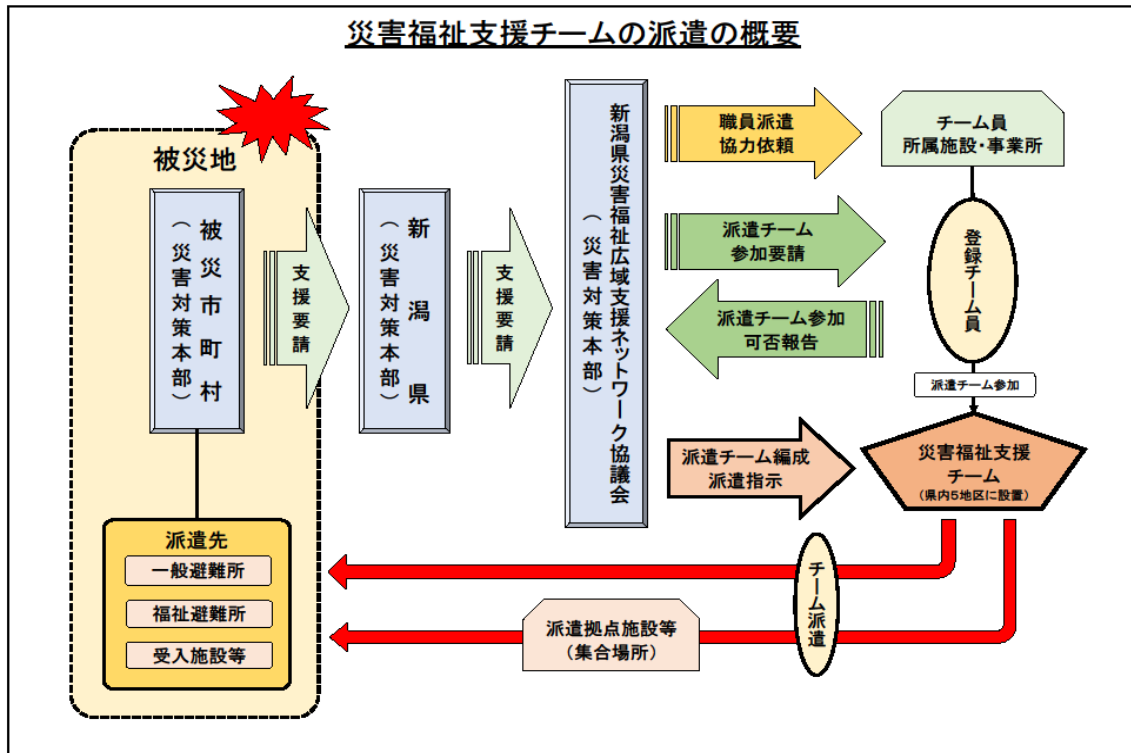 災害福祉支援チームの派遣の概要
被災地
被災市町村
（災害対策本部）
支援要請
新潟県
（災害対策本部）
支援要請
新潟県災害福祉広域支援ネットワーク協議会
（災害対策本部）
職員派遣
協力依頼
チーム員
所属施設・事業所
派遣チーム
参加要請
登録チーム員
派遣チーム参加
可否報告
派遣チーム参加
派遣チーム編成
派遣指示
災害福祉支援
チーム
（県内５地区に設置）
派遣先
一般避難所
福祉避難所
受入施設等
チーム派遣
派遣拠点施設等
（集合場所）